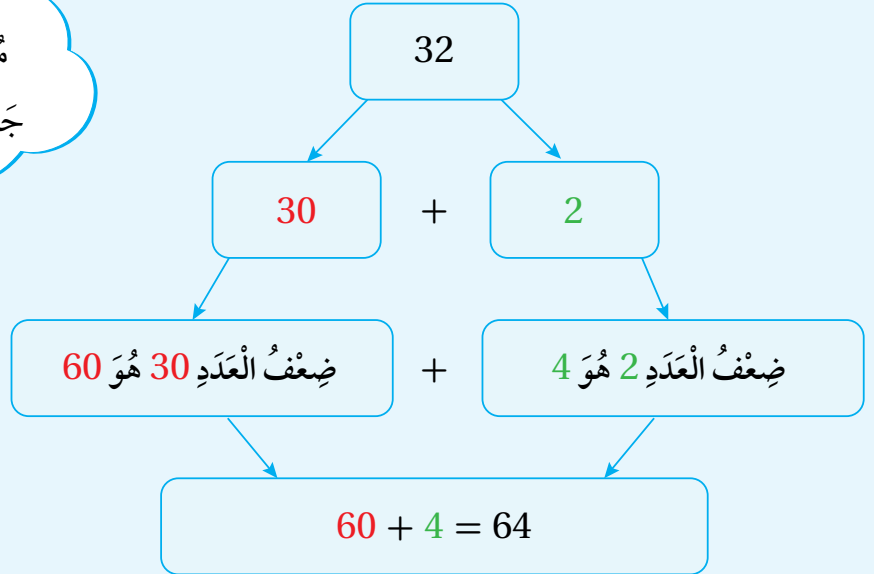 32
30 + 2
ضِعْفُ الْعَدَدِ 30 هُوَ 60 + ضِعْفُ الْعَدَدِ 2 هُوَ 4
60 + 4 = 64